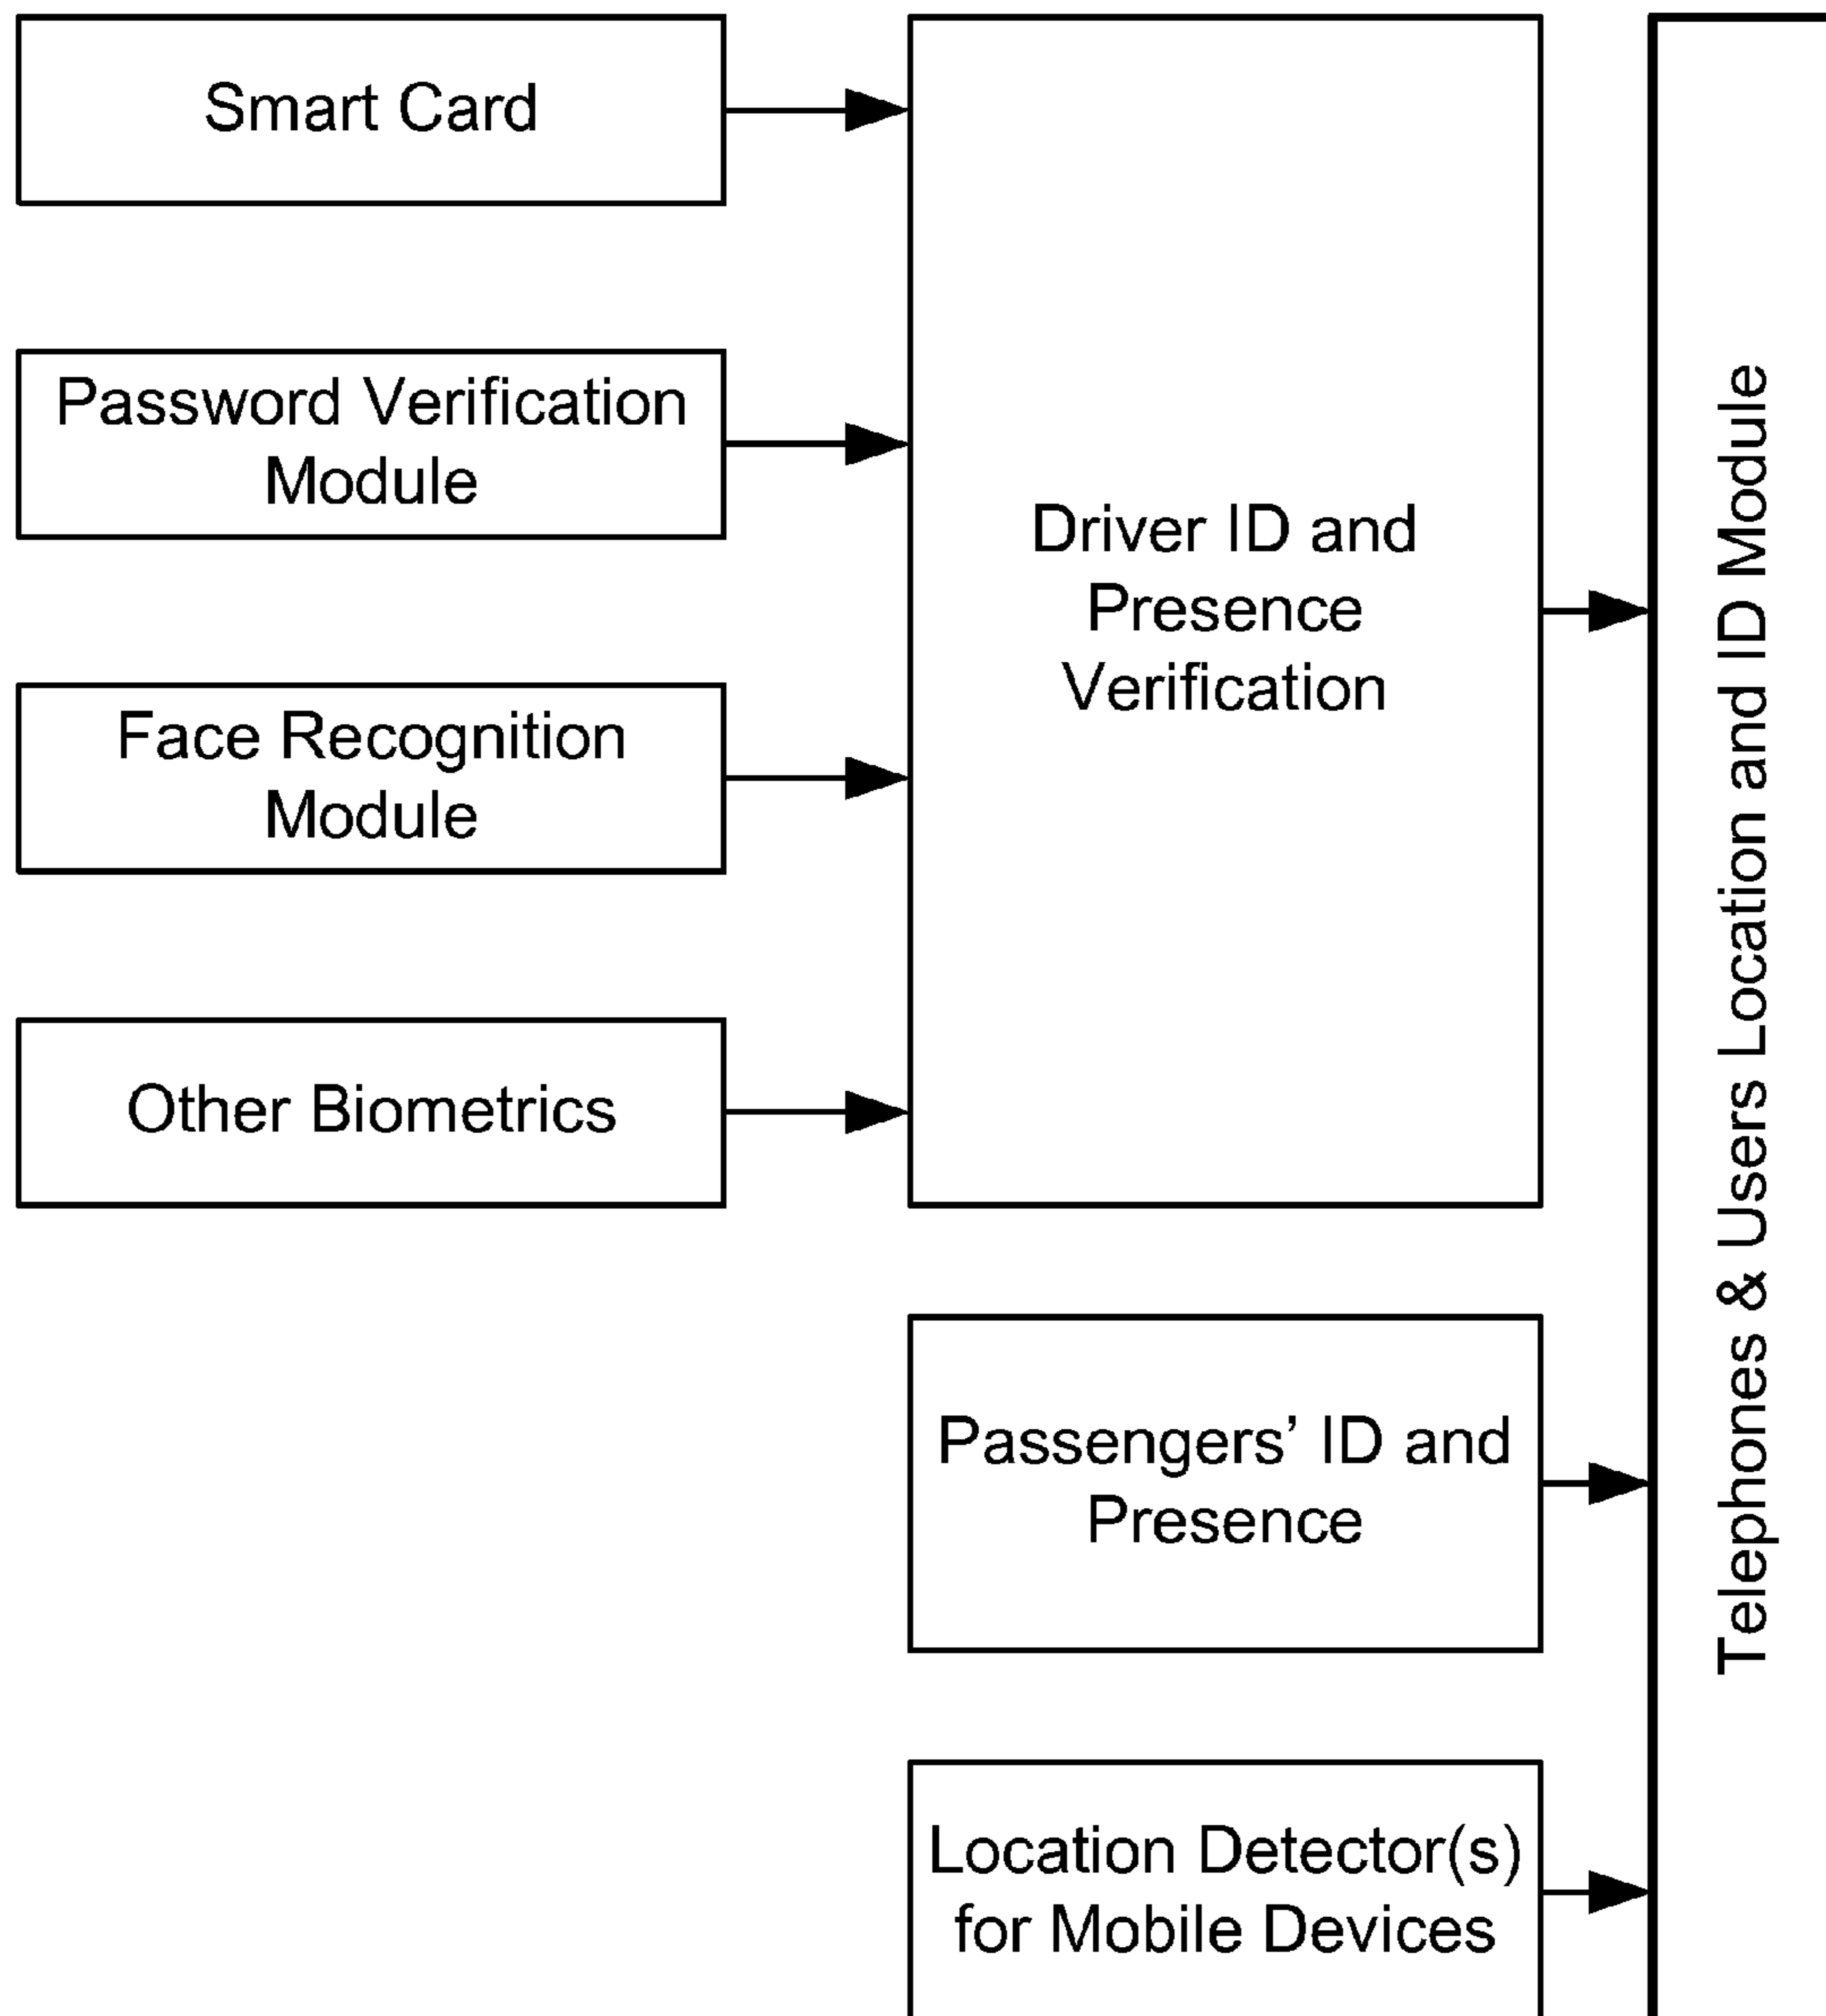 Smart Card
Password Verification
Module
Face Recognition
Module
Other Biometrics
Driver ID and
Presence
Verification
Passengers’ ID and
Presence
Location Detector(s)
for Mobile Devices
Telephones & Users Location and ID Module